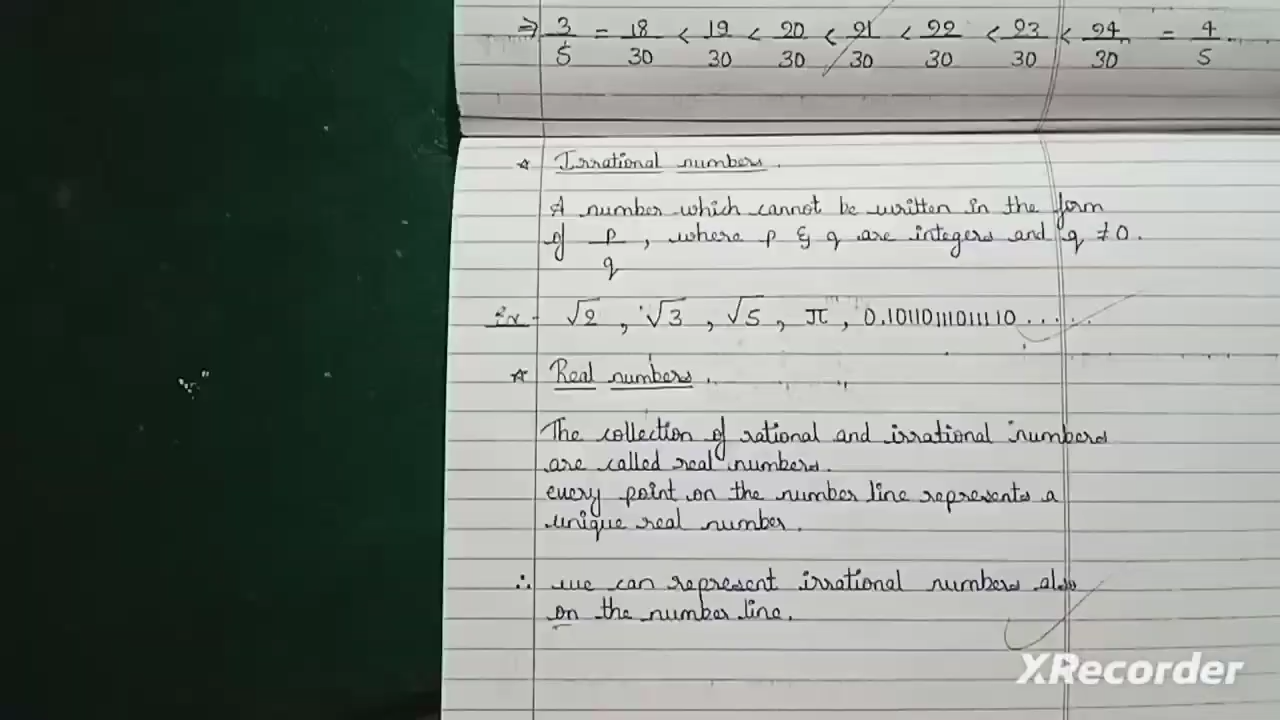 ⇒ 3/5 = 18/30 < 19/30 < 20/30 < 21/30 < 22/30 < 23/30 < 24/30 = 4/5.
☆ Irrational numbers.
A number which cannot be written in the form
of p/q, where p & q are integers and q ≠ 0.
Ex - √2, √3, √5, π, 0.10110111011110.....
☆ Real numbers.
The collection of rational and irrational numbers
are called real numbers.
every point on the number line represents a
unique real number.
∴ we can represent irrational numbers also
on the number line.
XRecorder